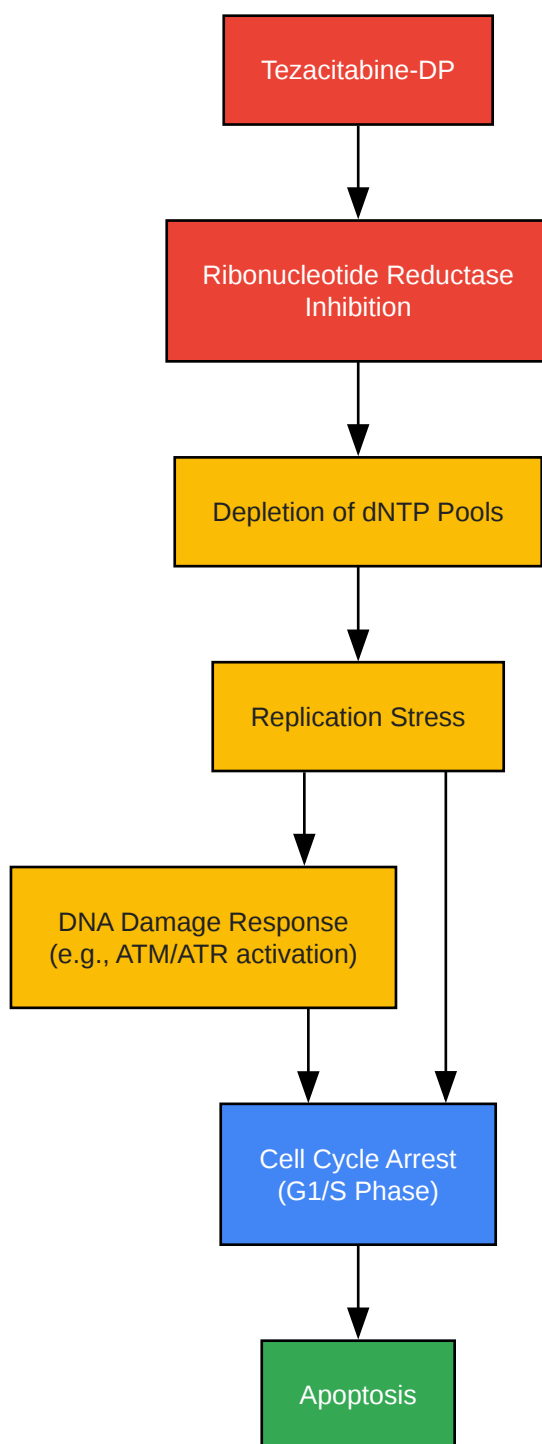 Tezacitabine-DP
Ribonucleotide Reductase
Inhibition
Depletion of dNTP Pools
Replication Stress
DNA Damage Response
(e.g., ATM/ATR activation)
Cell Cycle Arrest
(G1/S Phase)
Apoptosis